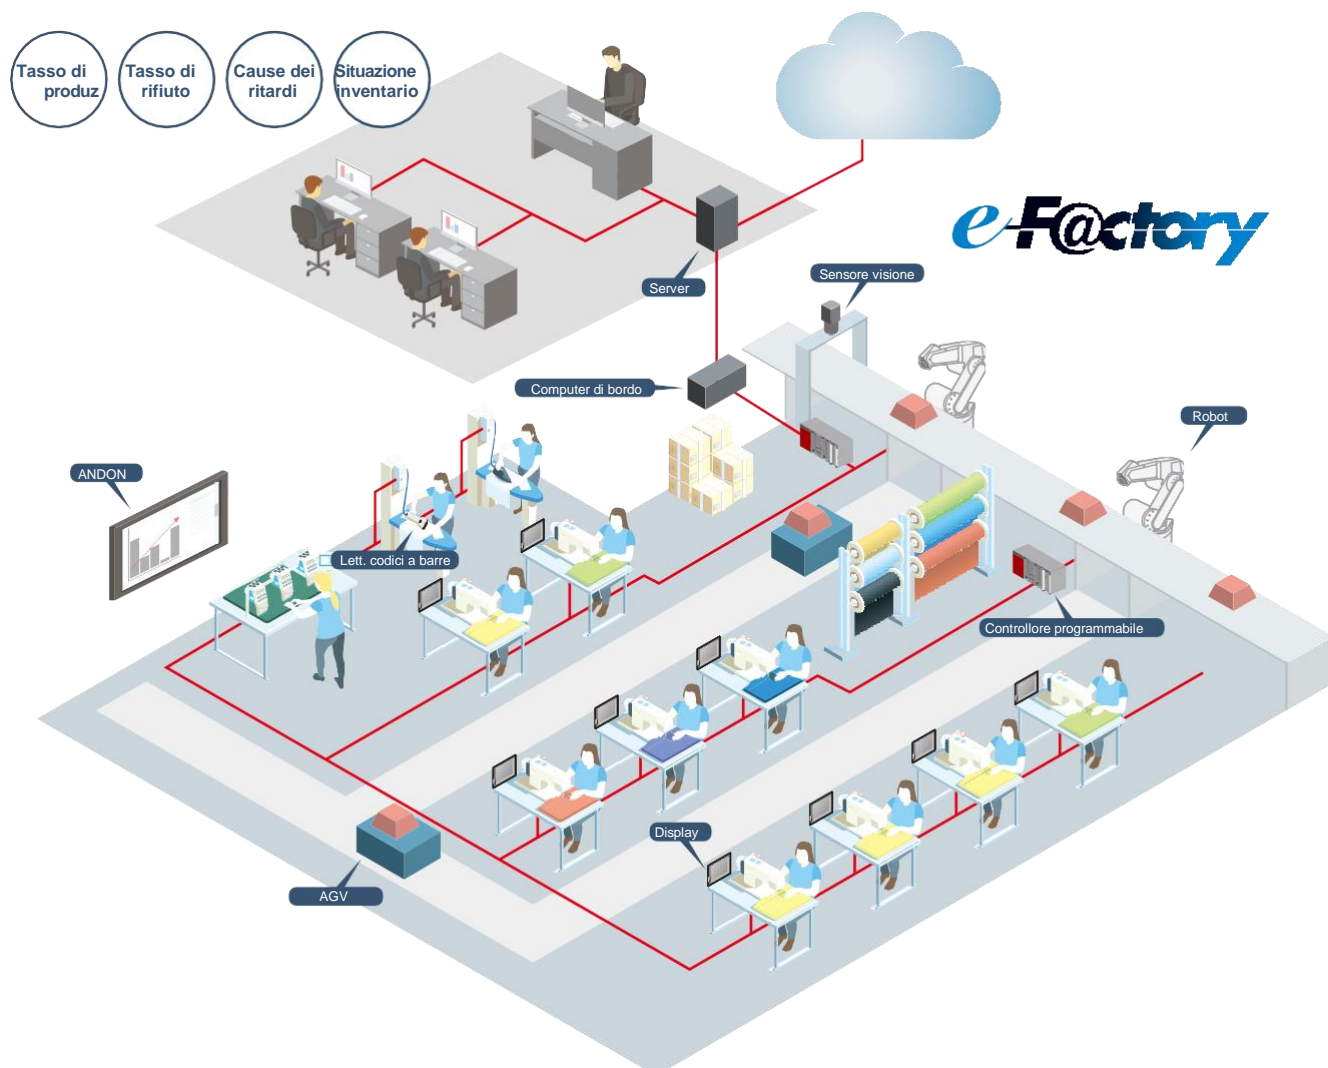 Tasso di
produz
Tasso di
rifiuto
Cause dei
ritardi
Situazione
inventario
e-F@ctory
Sensore visione
Server
Computer di bordo
Robot
ANDON
Lett. codici a barre
Controllore programmabile
Display
AGV